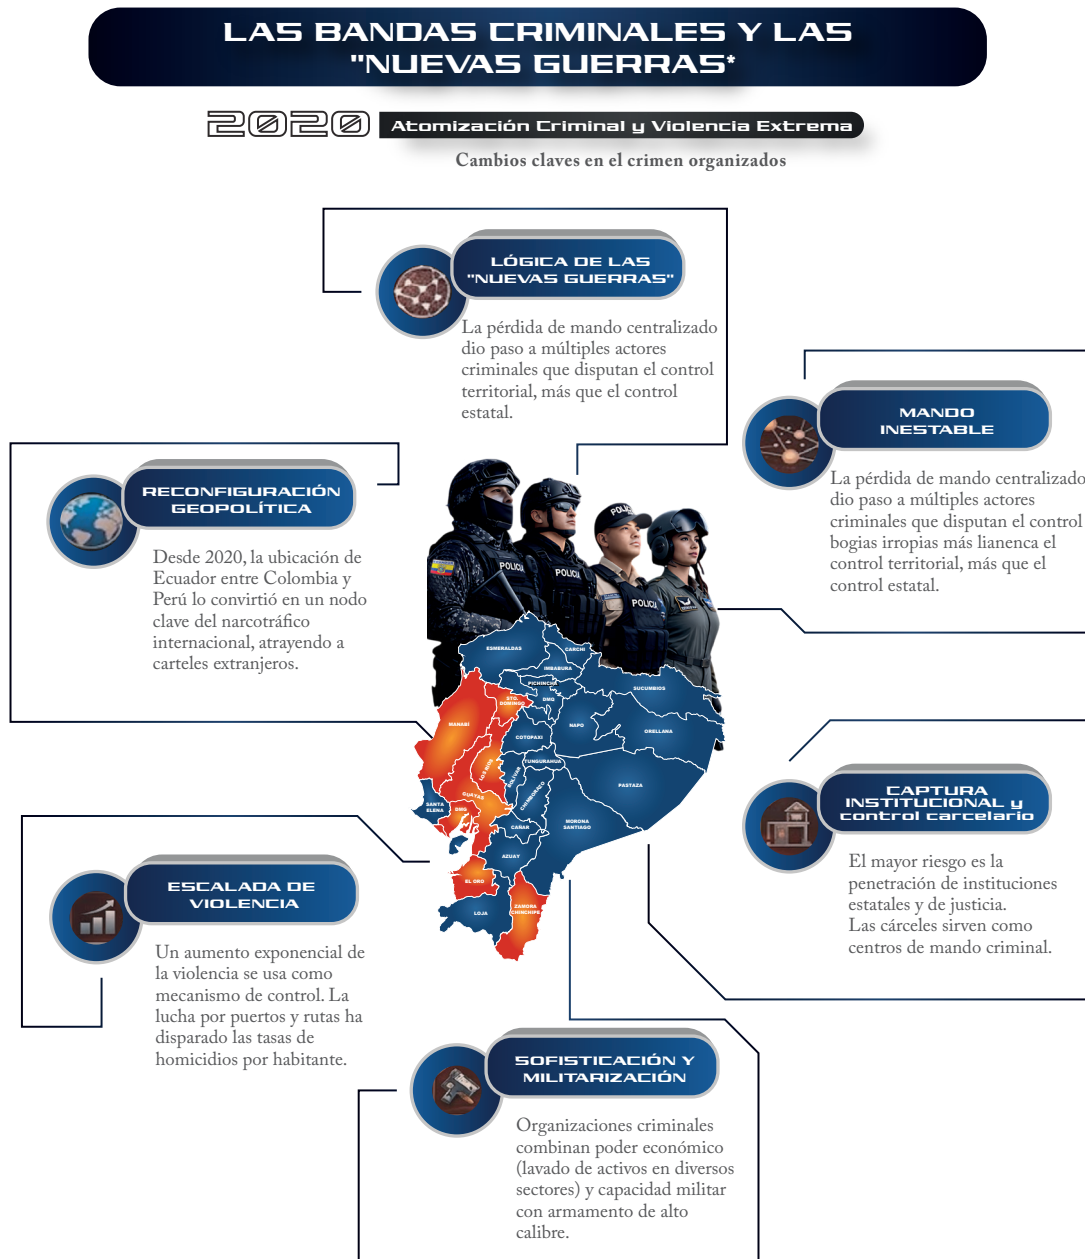 LAS BANDAS CRIMINALES Y LAS
"NUEVAS GUERRAS*
2020 Atomización Criminal y Violencia Extrema
Cambios claves en el crimen organizados
LÓGICA DE LAS
"NUEVAS GUERRAS"
La pérdida de mando centralizado
dio paso a múltiples actores
criminales que disputan el control
territorial, más que el control
estatal.
MANDO
INESTABLE
La pérdida de mando centralizado
dio paso a múltiples actores
criminales que disputan el control
bogias irropias más lianenca el
control territorial, más que el
control estatal.
RECONFIGURACIÓN
GEOPOLÍTICA
Desde 2020, la ubicación de
Ecuador entre Colombia y
Perú lo convirtió en un nodo
clave del narcotráfico
internacional, atrayendo a
carteles extranjeros.
POLICIA
POLICIA
POLICIA
ESMERALDAS
CARCHI
IMBABURA
PICHINCHA
SUCUMBIOS
STO.
DOMINGO
DMQ
MANABÍ
NAPO
ORELLANA
COTOPAXI
LOS RIOS
TUNGURAHUA
BOLÍVAR
PASTAZA
CHIMBORAZO
GUAYAS
SANTA
ELENA
DMG
MORONA
SANTIAGO
CAÑAR
AZUAY
EL ORO
LOJA
ZAMORA
CHINCHIPE
CAPTURA
INSTITUCIONAL y
control carcelario
El mayor riesgo es la
penetración de instituciones
estatales y de justicia.
Las cárceles sirven como
centros de mando criminal.
ESCALADA DE
VIOLENCIA
Un aumento exponencial de
la violencia se usa como
mecanismo de control. La
lucha por puertos y rutas ha
disparado las tasas de
homicidios por habitante.
SOFISTICACIÓN Y
MILITARIZACIÓN
Organizaciones criminales
combinan poder económico
(lavado de activos en diversos
sectores) y capacidad militar
con armamento de alto
calibre.